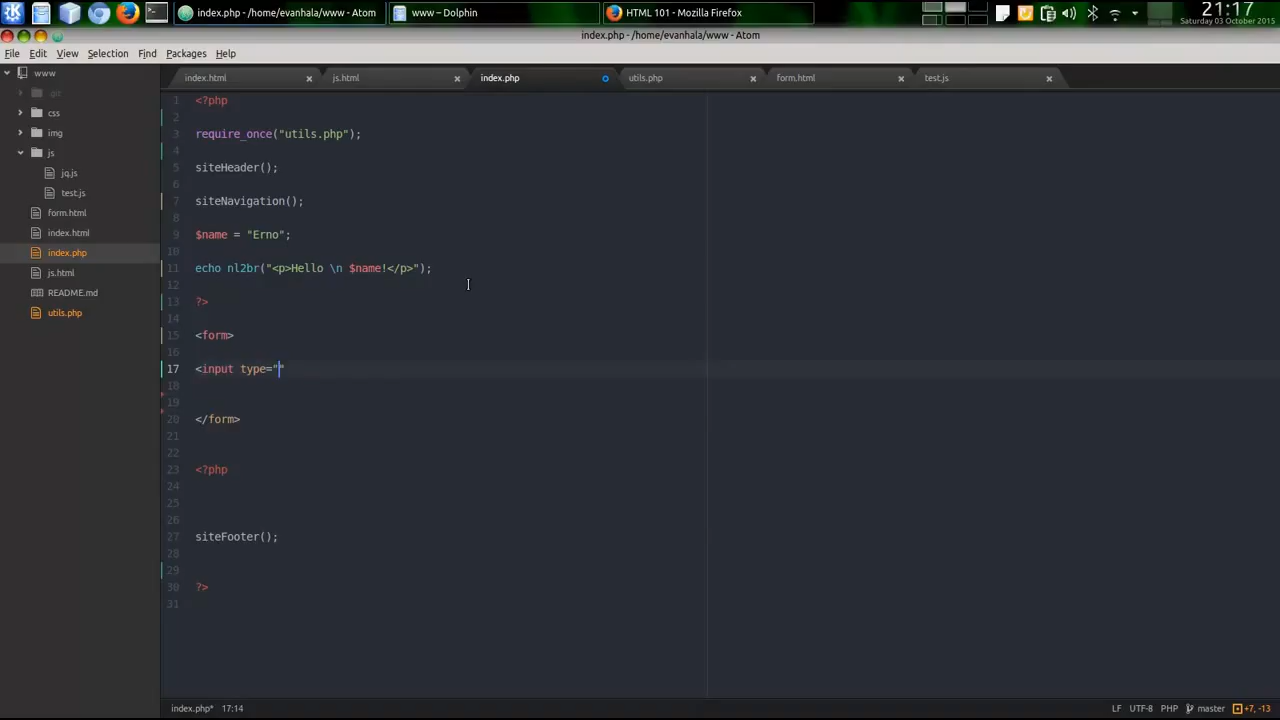 index.php - /home/evanhala/www - Atom
www – Dolphin
HTML 101 - Mozilla Firefox
21:17
Saturday 03 October 2015
index.php - /home/evanhala/www - Atom
File Edit View Selection Find Packages Help
www
.git
css
img
js
jq.js
test.js
form.html
index.html
index.php
js.html
README.md
utils.php
index.html
js.html
index.php
utils.php
form.html
test.js
1 <?php
2
3 require_once("utils.php");
4
5 siteHeader();
6
7 siteNavigation();
8
9 $name = "Erno";
10
11 echo nl2br("<p>Hello \n $name!</p>");
12
13 ?>
14
15 <form>
16
17 <input type=""
18
19
20 </form>
21
22
23 <?php
24
25
26
27 siteFooter();
28
29
30 ?>
31
index.php* 17:14
LF UTF-8 PHP master +7, -13